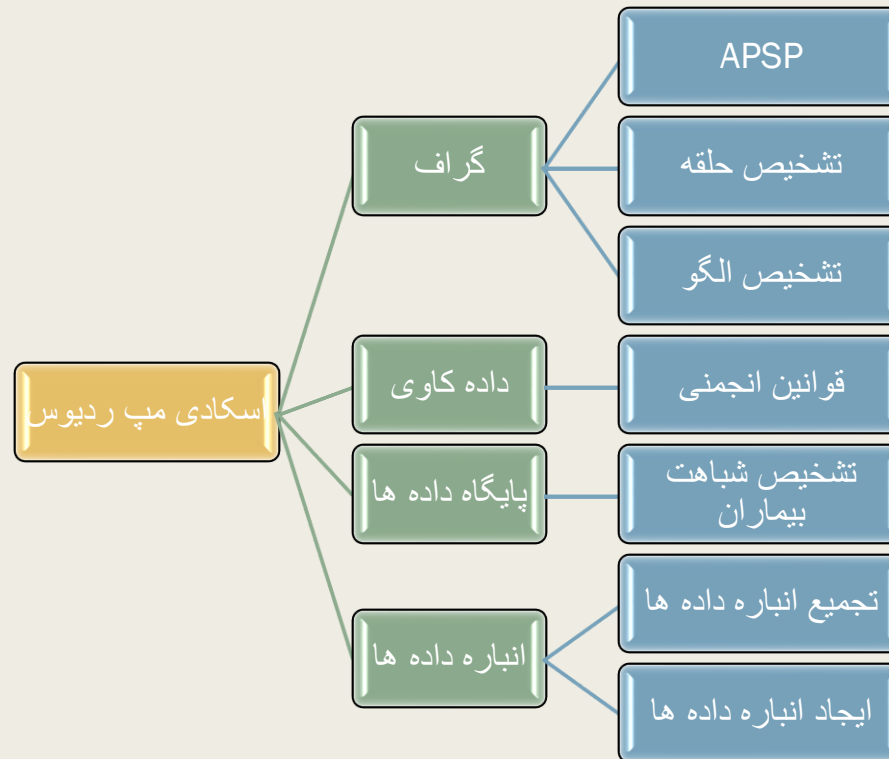 اسکادی مپ ردیوس
گراف
APSP
تشخیص حلقه
تشخیص الگو
داده کاوی
قوانین انجمنی
پایگاه داده ها
تشخیص شباهت
بیماران
انباره داده ها
تجمیع انباره داده ها
ایجاد انباره داده ها